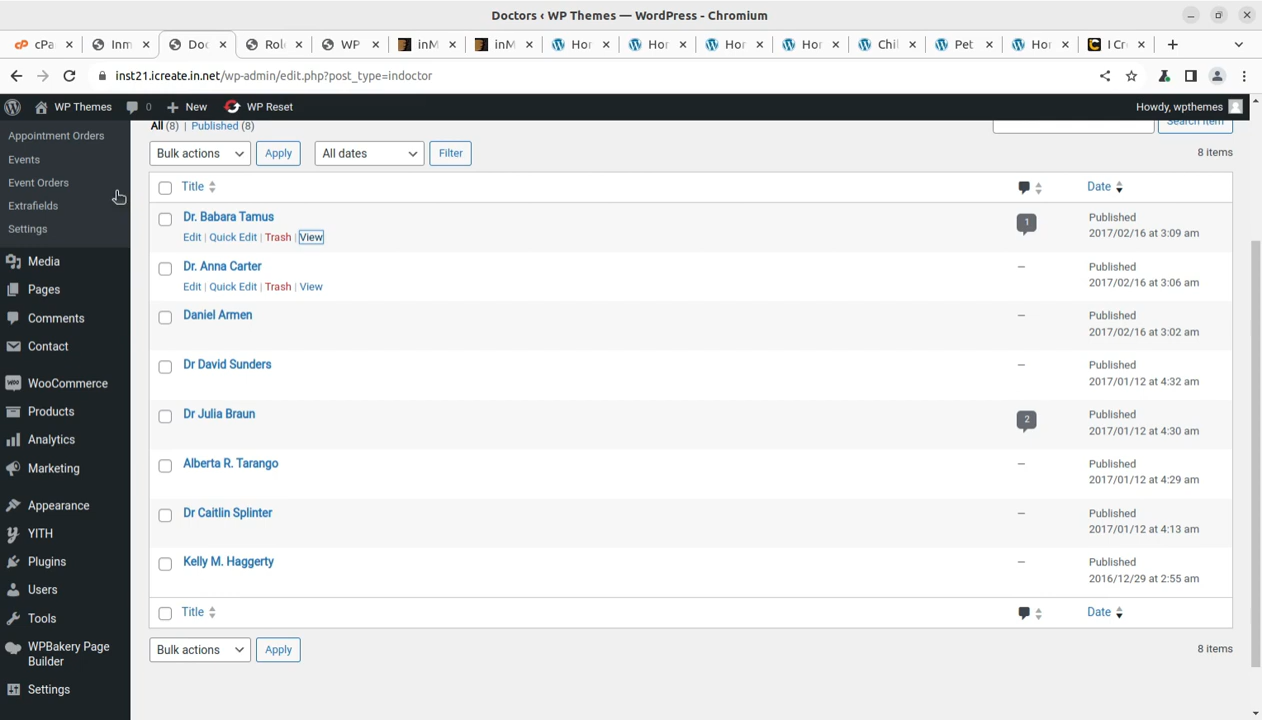 Doctors ‹ WP Themes — WordPress - Chromium
cPa Inm Doc Rol WP inM inM Hor Hor Hor Hor Chil Pet Hor I Cr
inst21.icreate.in.net/wp-admin/edit.php?post_type=indoctor
WP Themes 0 New WP Reset Howdy, wpthemes
Appointment Orders
Events
Event Orders
Extrafields
Settings
Media
Pages
Comments
Contact
WooCommerce
Products
Analytics
Marketing
Appearance
YITH
Plugins
Users
Tools
WPBakery Page
Builder
Settings
All (8) | Published (8)
Search Item
Bulk actions Apply All dates Filter 8 items
Title Date
Dr. Babara Tamus 1 Published
Edit | Quick Edit | Trash | View 2017/02/16 at 3:09 am
Dr. Anna Carter — Published
Edit | Quick Edit | Trash | View 2017/02/16 at 3:06 am
Daniel Armen — Published
2017/02/16 at 3:02 am
Dr David Sunders — Published
2017/01/12 at 4:32 am
Dr Julia Braun 2 Published
2017/01/12 at 4:30 am
Alberta R. Tarango — Published
2017/01/12 at 4:29 am
Dr Caitlin Splinter — Published
2017/01/12 at 4:13 am
Kelly M. Haggerty — Published
2016/12/29 at 2:55 am
Title Date
Bulk actions Apply 8 items